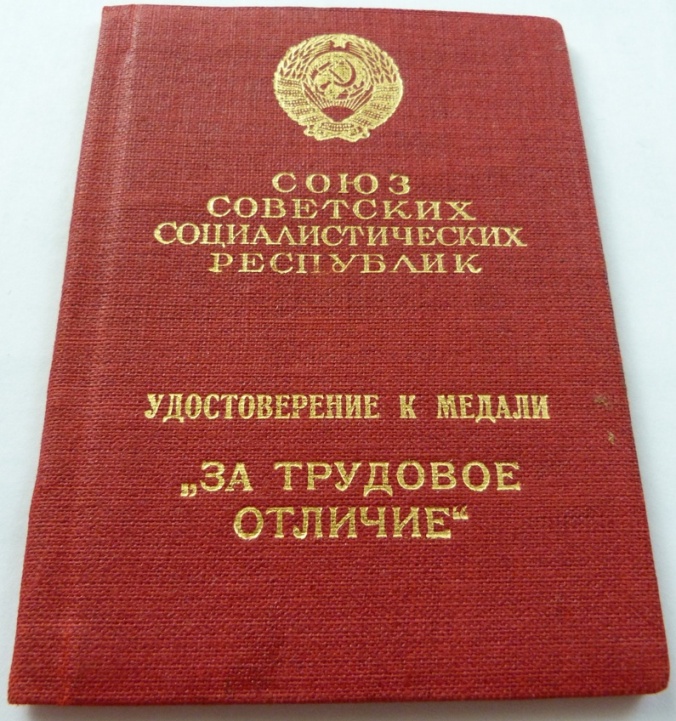 СОЮЗ
СОВЕТСКИХ
СОЦИАЛИСТИЧЕСКИХ
РЕСПУБЛИК
УДОСТОВЕРЕНИЕ К МЕДАЛИ
„ЗА ТРУДОВОЕ
ОТЛИЧИЕ“